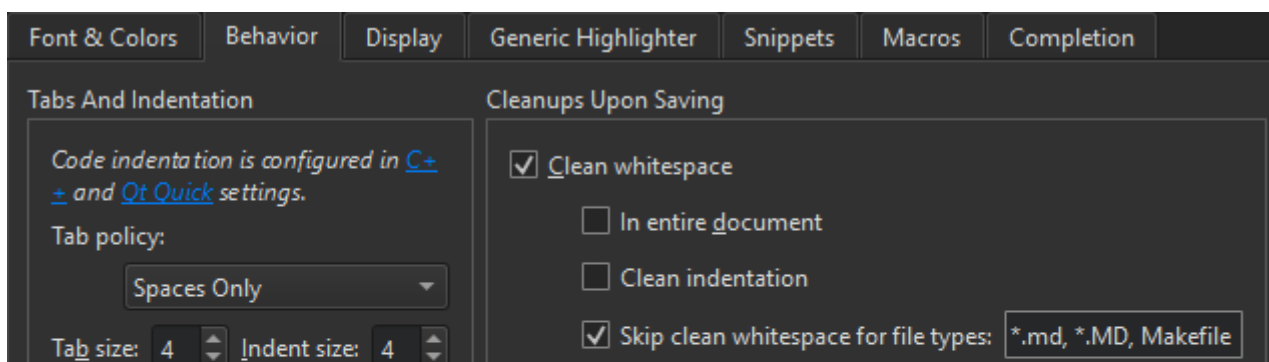 Font & Colors Behavior Display Generic Highlighter Snippets Macros Completion
Tabs And Indentation
Code indentation is configured in C+
+ and Qt Quick settings.
Tab policy:
Spaces Only
Tab size: 4 Indent size: 4
Cleanups Upon Saving
Clean whitespace
In entire document
Clean indentation
Skip clean whitespace for file types: *.md, *.MD, Makefile